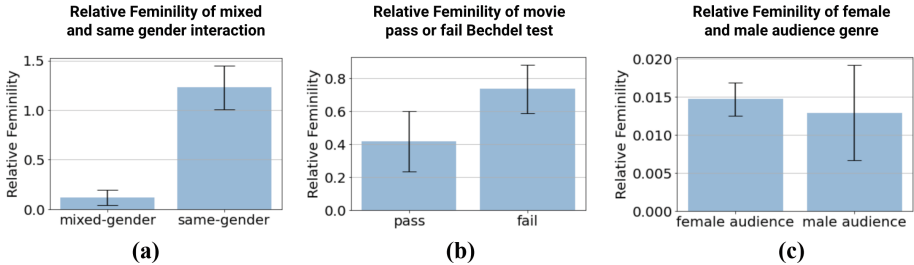 Relative Feminility of mixed
and same gender interaction
Relative Feminility
1.5
1.0
0.5
0.0
mixed-gender
same-gender
(a)
Relative Feminility of movie
pass or fail Bechdel test
Relative Feminility
0.8
0.6
0.4
0.2
0.0
pass
fail
(b)
Relative Feminility of female
and male audience genre
Relative Feminility
0.020
0.015
0.010
0.005
0.000
female audience
male audience
(c)